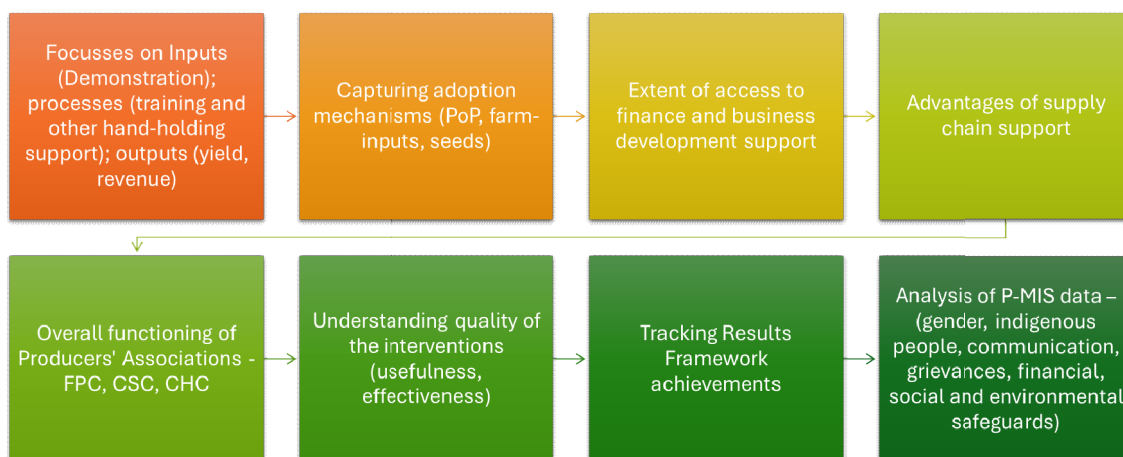 Focusses on Inputs
(Demonstration);
processes (training and
other hand-holding
support); outputs (yield,
revenue)
Capturing adoption
mechanisms (PoP, farm-
inputs, seeds)
Extent of access to
finance and business
development support
Advantages of supply
chain support
Overall functioning of
Producers' Associations -
FPC, CSC, CHC
Understanding quality of
the interventions
(usefulness,
effectiveness)
Tracking Results
Framework
achievements
Analysis of P-MIS data –
(gender, indigenous
people, communication,
grievances, financial,
social and environmental
safeguards)